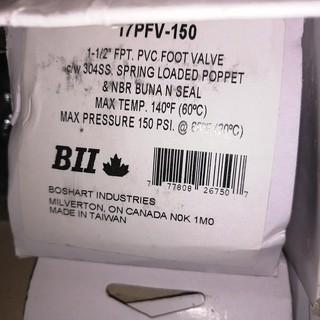 17PFV-150
1-1/2" FPT. PVC FOOT VALVE
c/w 304SS. SPRING LOADED POPPET
& NBR BUNA N SEAL
MAX TEMP. 140°F (60°C)
MAX PRESSURE 150 PSI. @
BII
7 77808 26750 7
BOSHART INDUSTRIES
MILVERTON, ON CANADA N0K 1M0
MADE IN TAIWAN